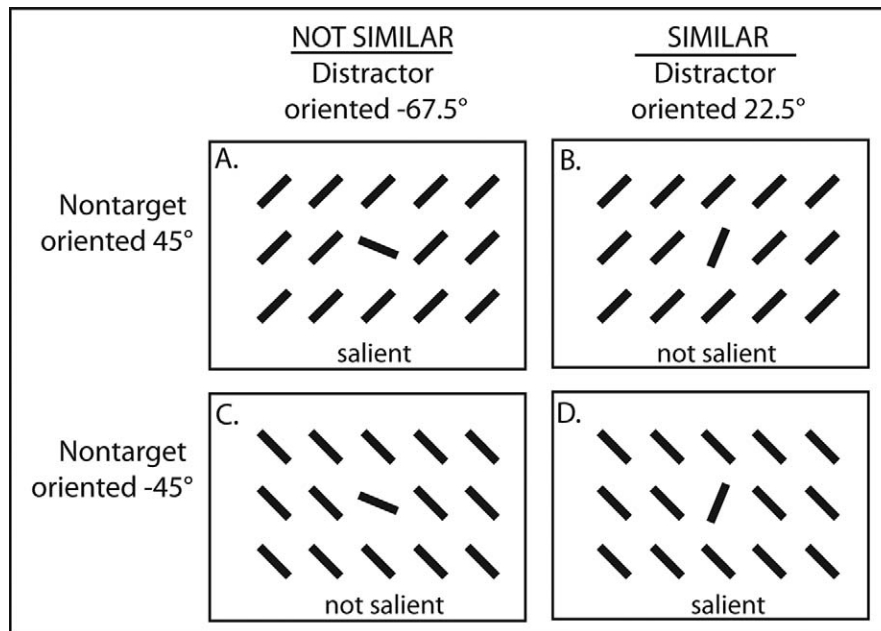 NOT SIMILAR
Distractor
oriented -67.5°
SIMILAR
Distractor
oriented 22.5°
Nontarget
oriented 45°
A.
salient
B.
not salient
Nontarget
oriented -45°
C.
not salient
D.
salient